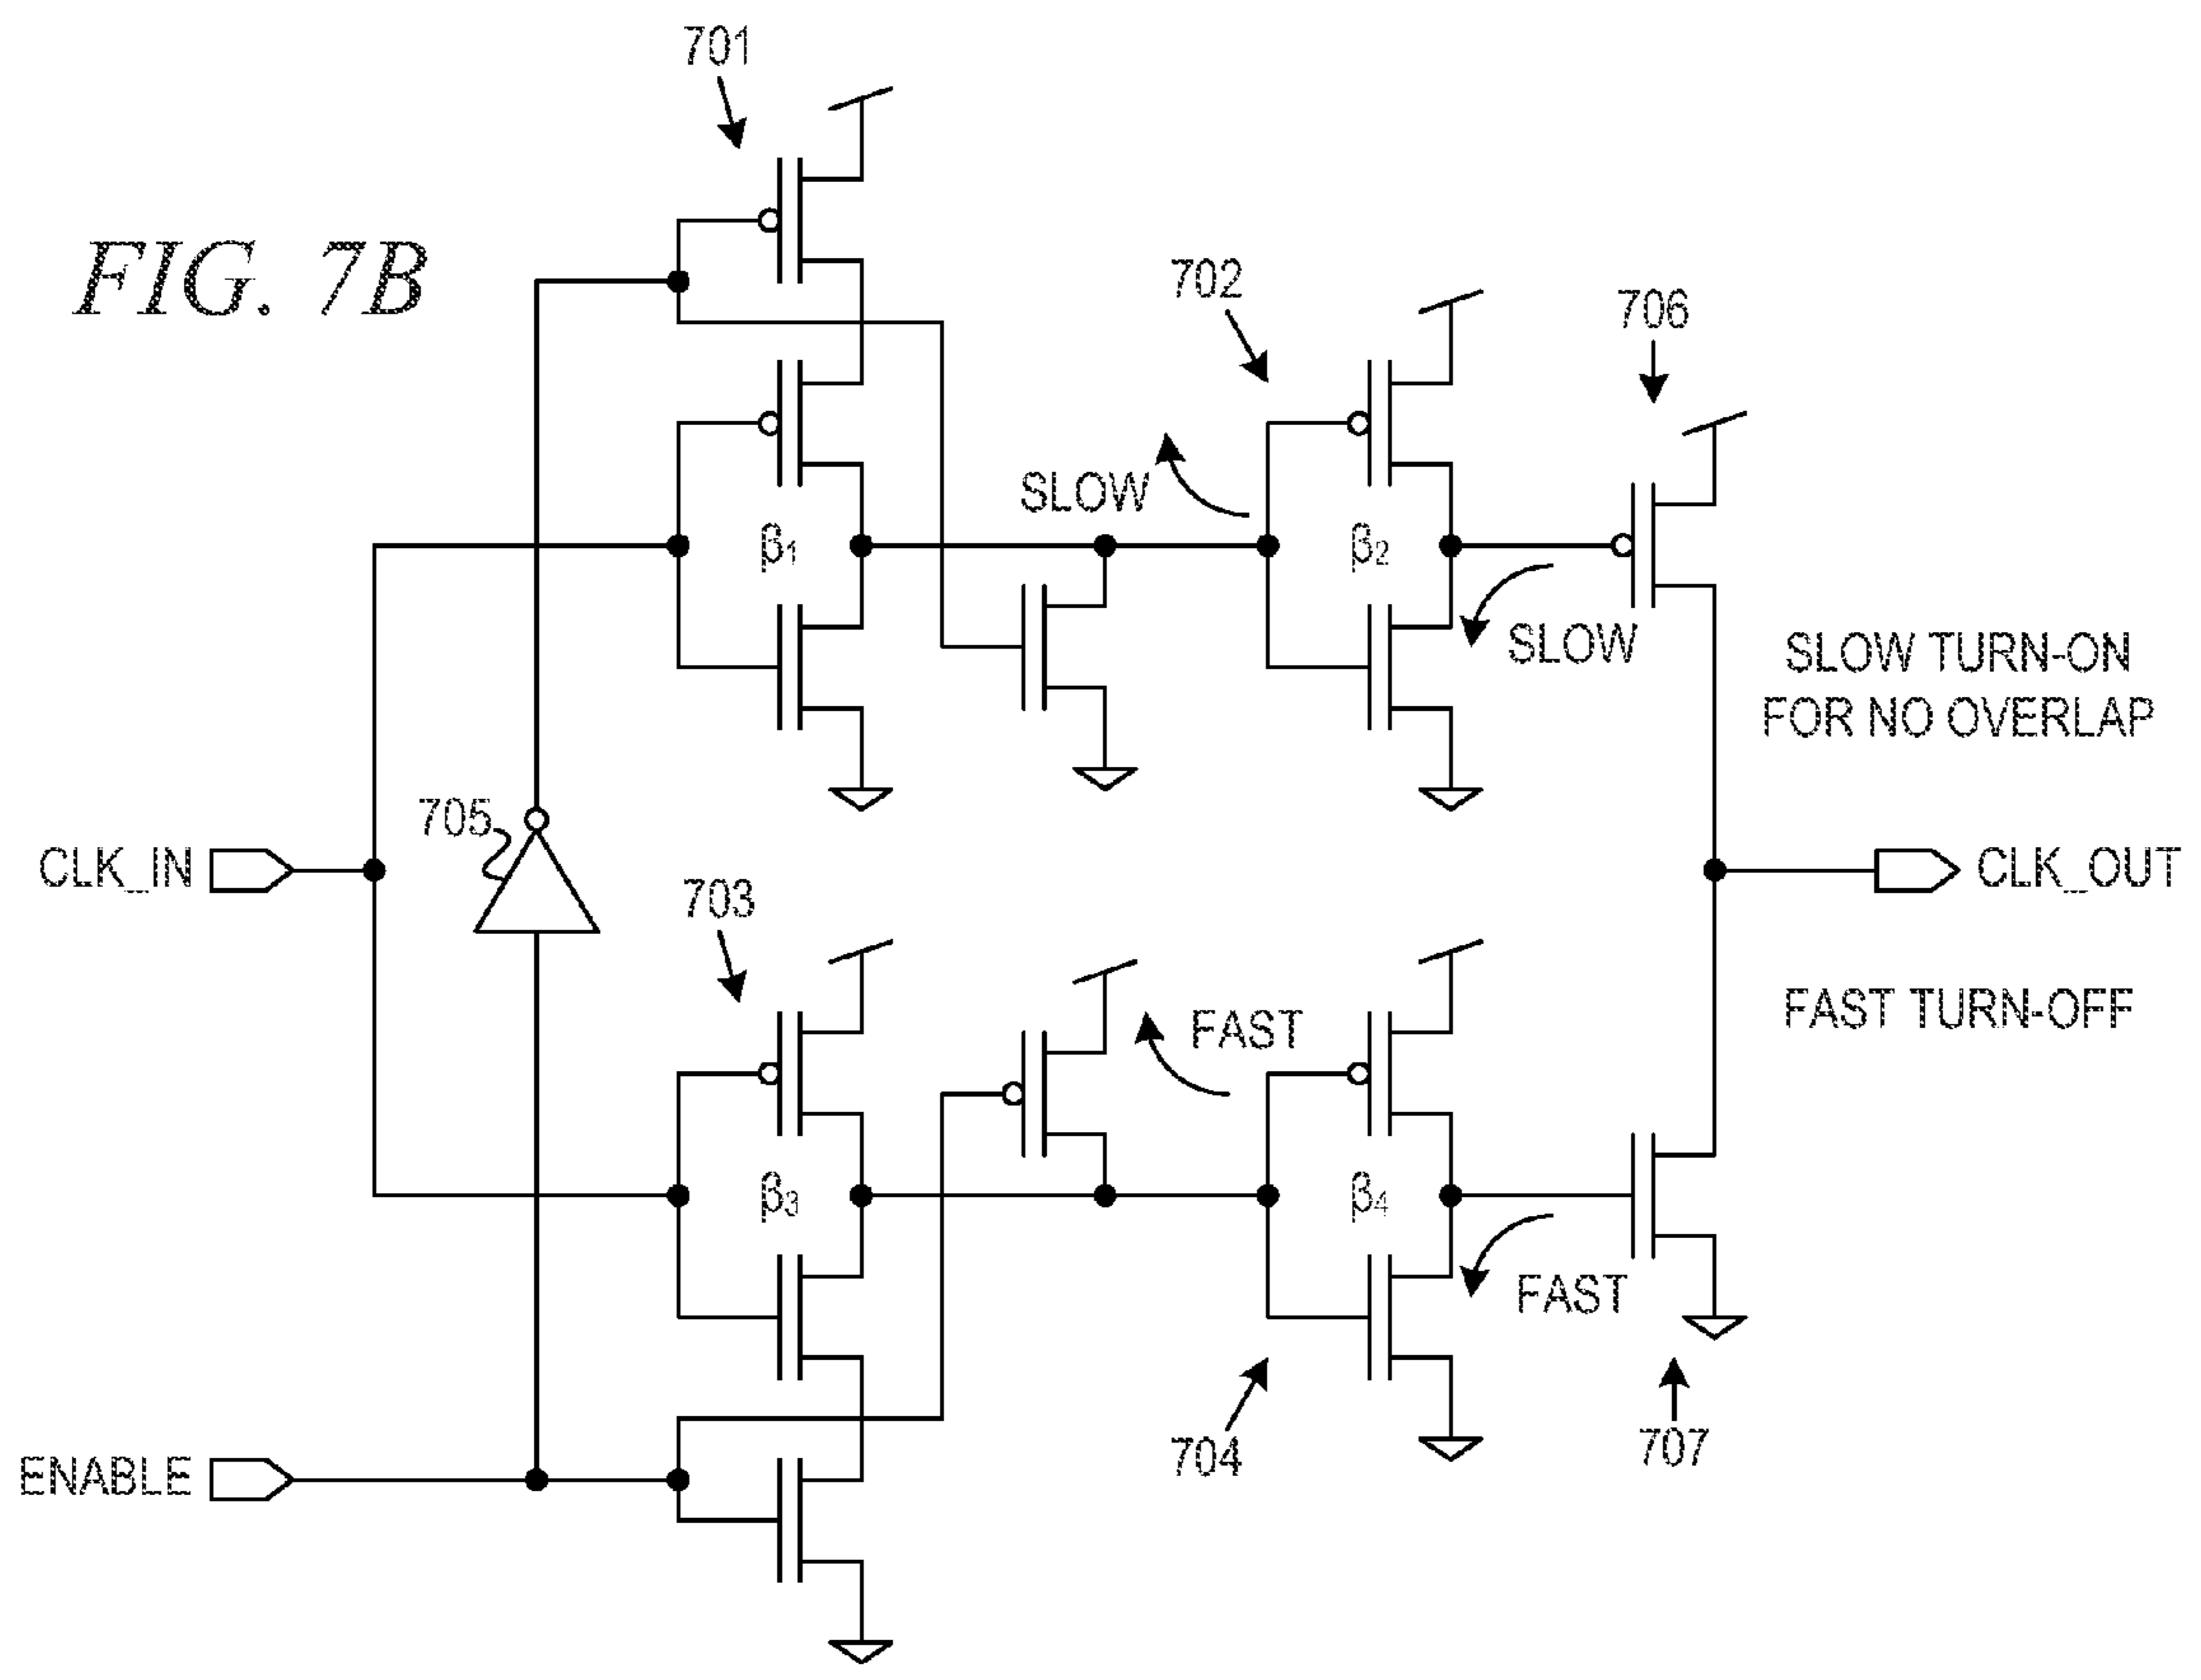 701
FIG. 7B
702
706
SLOW
β1
β2
SLOW
SLOW TURN-ON
FOR NO OVERLAP
705
CLK_IN
CLK_OUT
703
FAST
FAST TURN-OFF
β3
β4
FAST
704
707
ENABLE